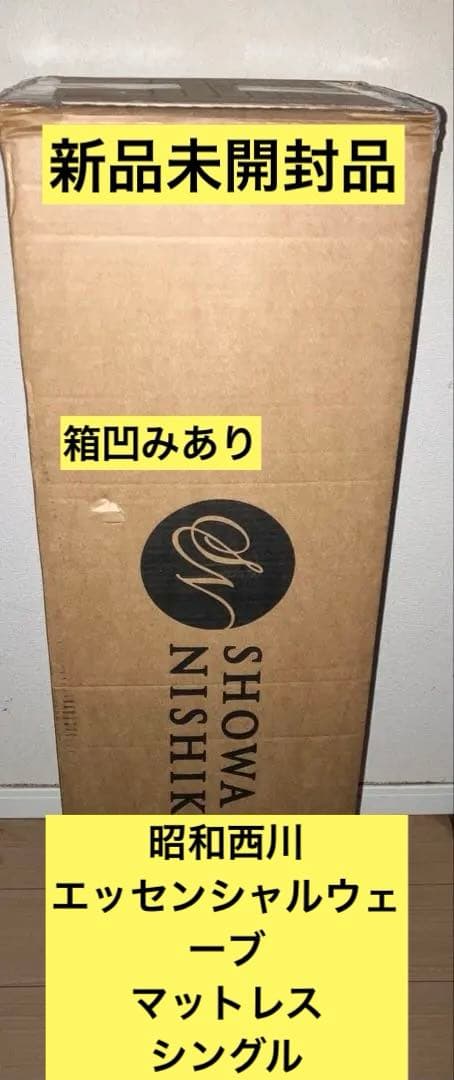 新品未開封品
箱凹みあり
SN
SHOWA
NISHIK
昭和西川
エッセンシャルウェ
ーブ
マットレス
シングル